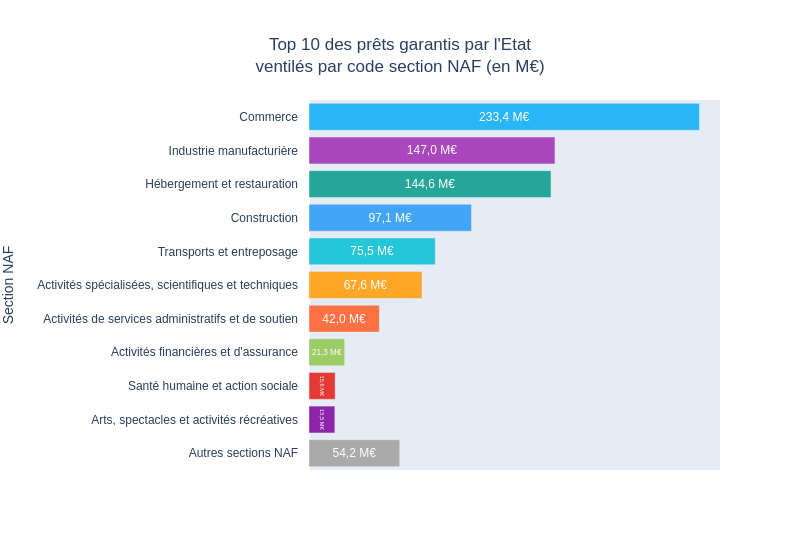 Top 10 des prêts garantis par l'Etat
ventilés par code section NAF (en M€)
Section NAF
Commerce 233,4 M€
Industrie manufacturière 147,0 M€
Hébergement et restauration 144,6 M€
Construction 97,1 M€
Transports et entreposage 75,5 M€
Activités spécialisées, scientifiques et techniques 67,6 M€
Activités de services administratifs et de soutien 42,0 M€
Activités financières et d'assurance 21,3 M€
Santé humaine et action sociale
Arts, spectacles et activités récréatives
Autres sections NAF 54,2 M€